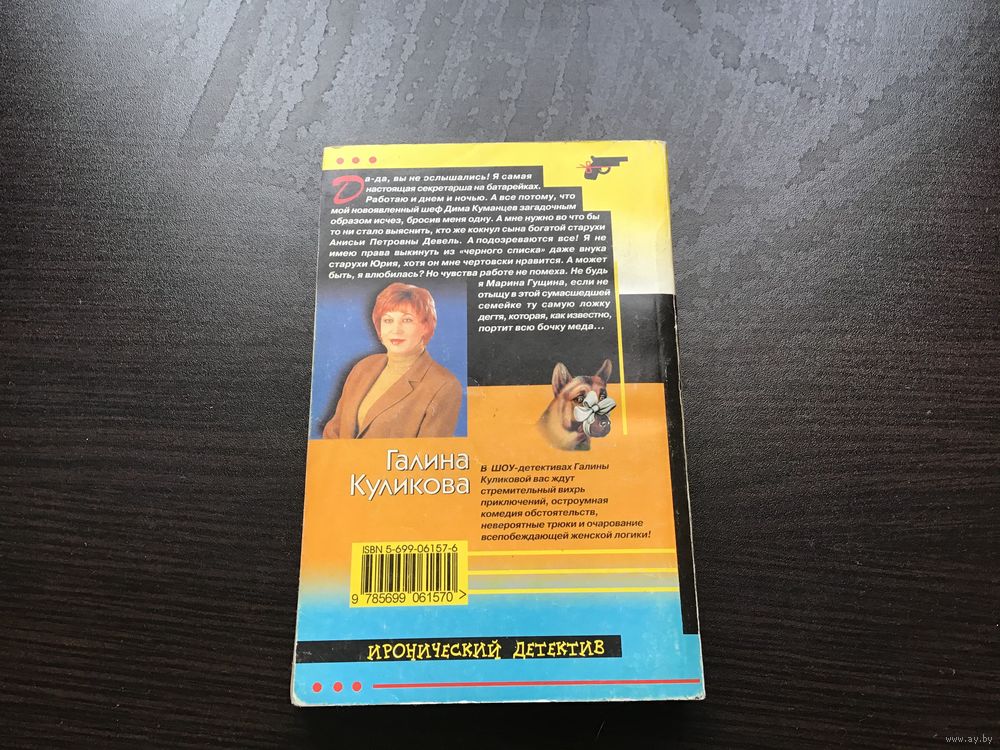 Да-да, вы не ослышались! Я самая
настоящая секретарша на батарейках.
Работаю и днем и ночью. А все потому, что
мой новоявленный шеф Дима Куманцев загадочным
образом исчез, бросив меня одну. А мне нужно во что бы
то ни стало выяснить, кто же кокнул сына богатой старухи
Анисьи Петровны Девель. А подозреваются все! Я не
имею права выкинуть из «черного списка» даже внука
старухи Юрия, хотя он мне чертовски нравится. А может
быть, я влюбилась? Но чувства работе не помеха. Не будь
я Марина Гущина, если не
отыщу в этой сумасшедшей
семейке ту самую ложку
дегтя, которая, как известно,
портит всю бочку меда...
Галина
Куликова
В ШОУ-детективах Галины
Куликовой вас ждут
стремительный вихрь
приключений, остроумная
комедия обстоятельств,
невероятные трюки и очарование
всепобеждающей женской логики!
ISBN 5-699-06157-6
9 785699 061570 >
ИРОНИЧЕСКИЙ ДЕТЕКТИВ
www.ay.by